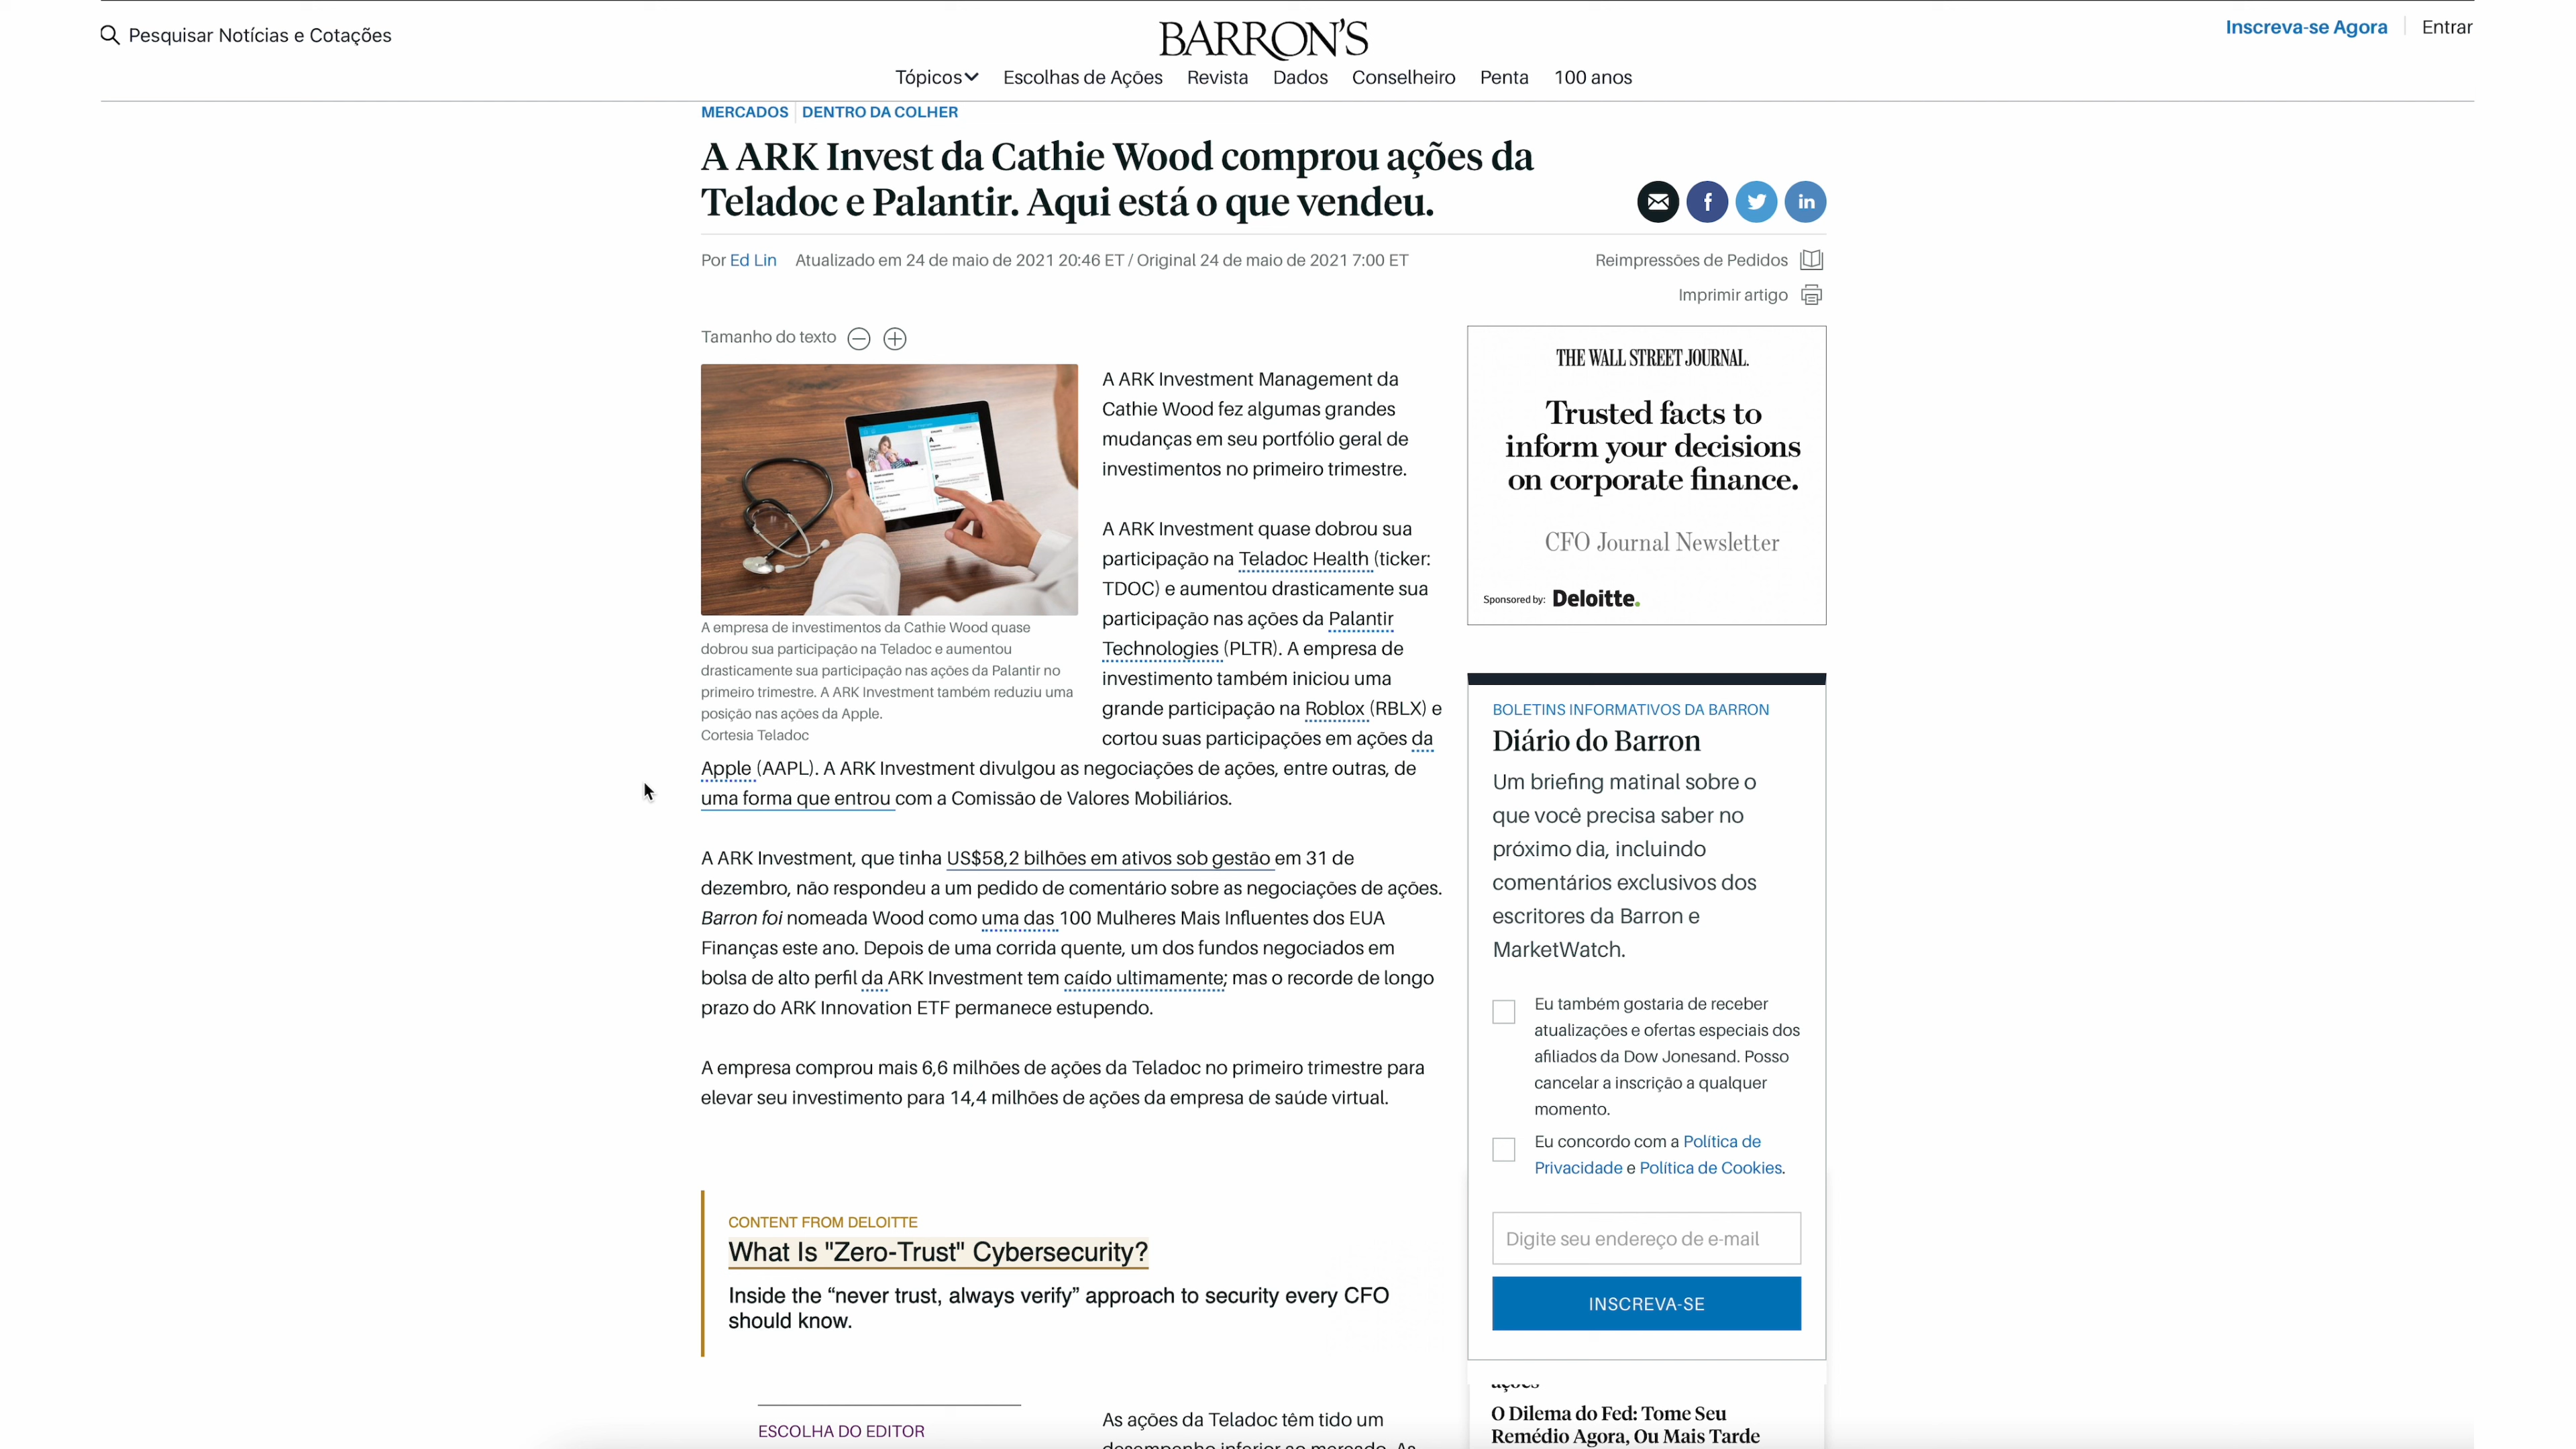 Pesquisar Notícias e Cotações
BARRON'S
Inscreva-se Agora
Entrar
Tópicos
Escolhas de Ações
Revista
Dados
Conselheiro
Penta
100 anos
MERCADOS
DENTRO DA COLHER
A ARK Invest da Cathie Wood comprou ações da
Teladoc e Palantir. Aqui está o que vendeu.
Por Ed Lin Atualizado em 24 de maio de 2021 20:46 ET / Original 24 de maio de 2021 7:00 ET
Reimpressões de Pedidos
Imprimir artigo
Tamanho do texto
A empresa de investimentos da Cathie Wood quase
dobrou sua participação na Teladoc e aumentou
drasticamente sua participação nas ações da Palantir no
primeiro trimestre. A ARK Investment também reduziu uma
posição nas ações da Apple.
Cortesia Teladoc
A ARK Investment Management da
Cathie Wood fez algumas grandes
mudanças em seu portfólio geral de
investimentos no primeiro trimestre.
A ARK Investment quase dobrou sua
participação na Teladoc Health (ticker:
TDOC) e aumentou drasticamente sua
participação nas ações da Palantir
Technologies (PLTR). A empresa de
investimento também iniciou uma
grande participação na Roblox (RBLX) e
cortou suas participações em ações da
Apple (AAPL). A ARK Investment divulgou as negociações de ações, entre outras, de
uma forma que entrou com a Comissão de Valores Mobiliários.
A ARK Investment, que tinha US$58,2 bilhões em ativos sob gestão em 31 de
dezembro, não respondeu a um pedido de comentário sobre as negociações de ações.
Barron foi nomeada Wood como uma das 100 Mulheres Mais Influentes dos EUA
Finanças este ano. Depois de uma corrida quente, um dos fundos negociados em
bolsa de alto perfil da ARK Investment tem caído ultimamente; mas o recorde de longo
prazo do ARK Innovation ETF permanece estupendo.
A empresa comprou mais 6,6 milhões de ações da Teladoc no primeiro trimestre para
elevar seu investimento para 14,4 milhões de ações da empresa de saúde virtual.
CONTENT FROM DELOITTE
What Is "Zero-Trust" Cybersecurity?
Inside the “never trust, always verify” approach to security every CFO
should know.
ESCOLHA DO EDITOR
As ações da Teladoc têm tido um
desempenho inferior ao mercado. As
THE WALL STREET JOURNAL.
Trusted facts to
inform your decisions
on corporate finance.
CFO Journal Newsletter
Sponsored by: Deloitte.
BOLETINS INFORMATIVOS DA BARRON
Diário do Barron
Um briefing matinal sobre o
que você precisa saber no
próximo dia, incluindo
comentários exclusivos dos
escritores da Barron e
MarketWatch.
Eu também gostaria de receber
atualizações e ofertas especiais dos
afiliados da Dow Jonesand. Posso
cancelar a inscrição a qualquer
momento.
Eu concordo com a Política de
Privacidade e Política de Cookies.
Digite seu endereço de e-mail
INSCREVA-SE
ações
O Dilema do Fed: Tome Seu
Remédio Agora, Ou Mais Tarde